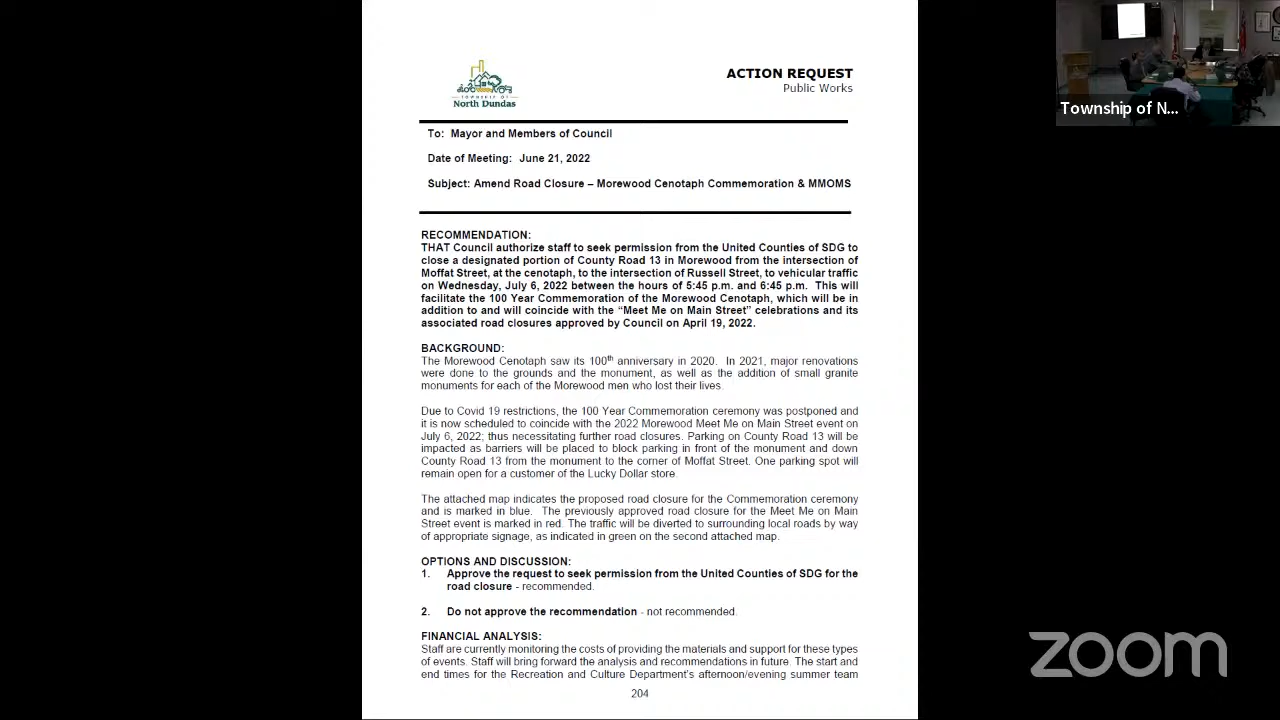 ACTION REQUEST
Public Works
TOWNSHIP OF
North Dundas
Township of N...
To: Mayor and Members of Council
Date of Meeting: June 21, 2022
Subject: Amend Road Closure – Morewood Cenotaph Commemoration & MMOMS
RECOMMENDATION:
THAT Council authorize staff to seek permission from the United Counties of SDG to
close a designated portion of County Road 13 in Morewood from the intersection of
Moffat Street, at the cenotaph, to the intersection of Russell Street, to vehicular traffic
on Wednesday, July 6, 2022 between the hours of 5:45 p.m. and 6:45 p.m. This will
facilitate the 100 Year Commemoration of the Morewood Cenotaph, which will be in
addition to and will coincide with the “Meet Me on Main Street” celebrations and its
associated road closures approved by Council on April 19, 2022.
BACKGROUND:
The Morewood Cenotaph saw its 100th anniversary in 2020. In 2021, major renovations
were done to the grounds and the monument, as well as the addition of small granite
monuments for each of the Morewood men who lost their lives.
Due to Covid 19 restrictions, the 100 Year Commemoration ceremony was postponed and
it is now scheduled to coincide with the 2022 Morewood Meet Me on Main Street event on
July 6, 2022; thus necessitating further road closures. Parking on County Road 13 will be
impacted as barriers will be placed to block parking in front of the monument and down
County Road 13 from the monument to the corner of Moffat Street. One parking spot will
remain open for a customer of the Lucky Dollar store.
The attached map indicates the proposed road closure for the Commemoration ceremony
and is marked in blue. The previously approved road closure for the Meet Me on Main
Street event is marked in red. The traffic will be diverted to surrounding local roads by way
of appropriate signage, as indicated in green on the second attached map.
OPTIONS AND DISCUSSION:
1. Approve the request to seek permission from the United Counties of SDG for the
road closure - recommended.
2. Do not approve the recommendation - not recommended.
FINANCIAL ANALYSIS:
Staff are currently monitoring the costs of providing the materials and support for these types
of events. Staff will bring forward the analysis and recommendations in future. The start and
end times for the Recreation and Culture Department's afternoon/evening summer team
204
zoom